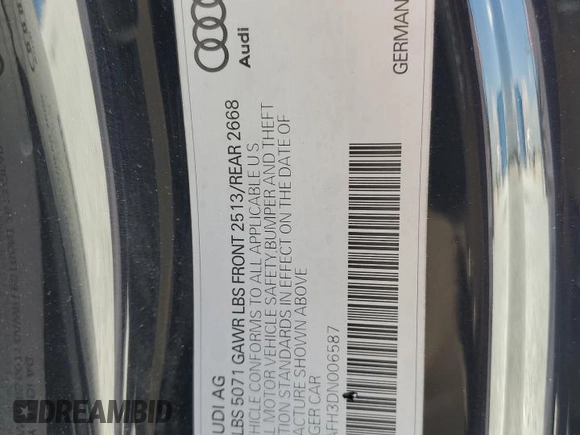 UDI AG
LBS 5071 GAWR LBS FRONT 2513/REAR 2668
HICLE CONFORMS TO ALL APPLICABLE U S
L MOTOR VEHICLE SAFETY BUMPER AND THEFT
TION STANDARDS IN EFFECT ON THE DATE OF
ACTURE SHOWN ABOVE
GER CAR
AFH3DN006587
Audi
GERMAN
DREAMBID